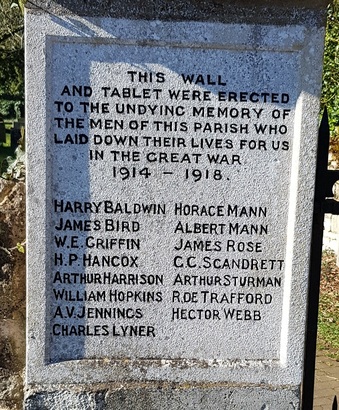 THIS WALL
AND TABLET WERE ERECTED
TO THE UNDYING MEMORY OF
THE MEN OF THIS PARISH WHO
LAID DOWN THEIR LIVES FOR US
IN THE GREAT WAR
1914 - 1918.
HARRY BALDWIN HORACE MANN
JAMES BIRD ALBERT MANN
W.E. GRIFFIN JAMES ROSE
H.P. HANCOX C.C. SCANDRETT
ARTHUR HARRISON ARTHUR STURMAN
WILLIAM HOPKINS R.DE TRAFFORD
A.V. JENNINGS HECTOR WEBB
CHARLES LYNER